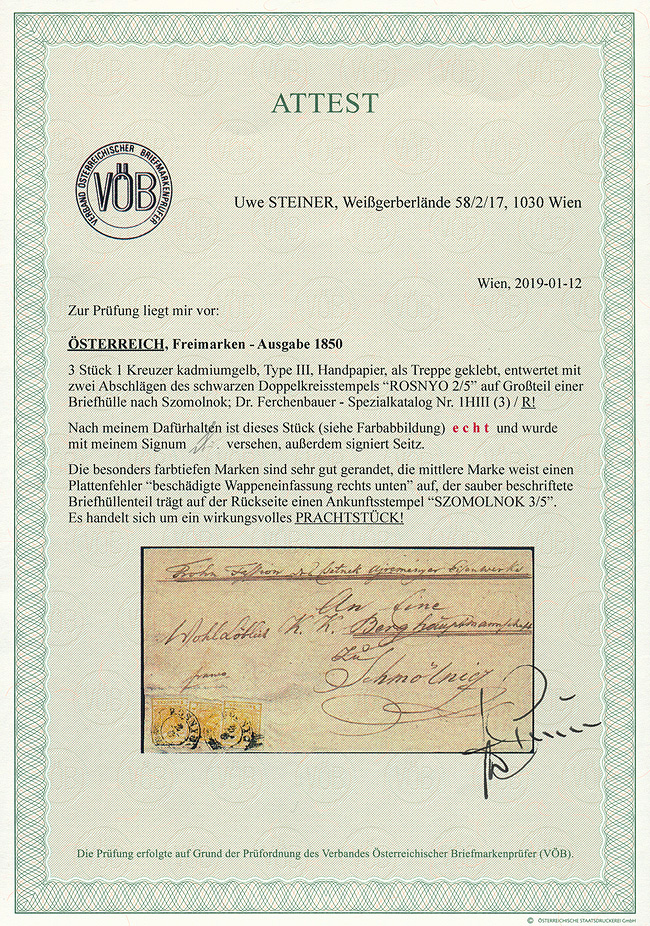 ATTEST
VERBAND ÖSTERREICHISCHER BRIEFMARKENPRÜFER
VÖB
Uwe STEINER, Weißgerberlände 58/2/17, 1030 Wien
Wien, 2019-01-12
Zur Prüfung liegt mir vor:
ÖSTERREICH, Freimarken - Ausgabe 1850
3 Stück 1 Kreuzer kadmiumgelb, Type III, Handpapier, als Treppe geklebt, entwertet mit
zwei Abschlägen des schwarzen Doppelkreisstempels “ROSNYO 2/5” auf Großteil einer
Briefhülle nach Szomolnok; Dr. Ferchenbauer - Spezialkatalog Nr. 1HIII (3) / R!
Nach meinem Dafürhalten ist dieses Stück (siehe Farbabbildung) echt und wurde
mit meinem Signum versehen, außerdem signiert Seitz.
Die besonders farbtiefen Marken sind sehr gut gerandet, die mittlere Marke weist einen
Plattenfehler “beschädigte Wappeneinfassung rechts unten” auf, der sauber beschriftete
Briefhüllenteil trägt auf der Rückseite einen Ankunftsstempel “SZOMOLNOK 3/5”.
Es handelt sich um ein wirkungsvolles PRACHTSTÜCK!
An Eine
Wohllöbliche K. K. Berghauptmannschaft
zu
Schmölnitz
franco
Die Prüfung erfolgte auf Grund der Prüfordnung des Verbandes Österreichischer Briefmarkenprüfer (VÖB).
© ÖSTERREICHISCHE STAATSDRUCKEREI GmbH